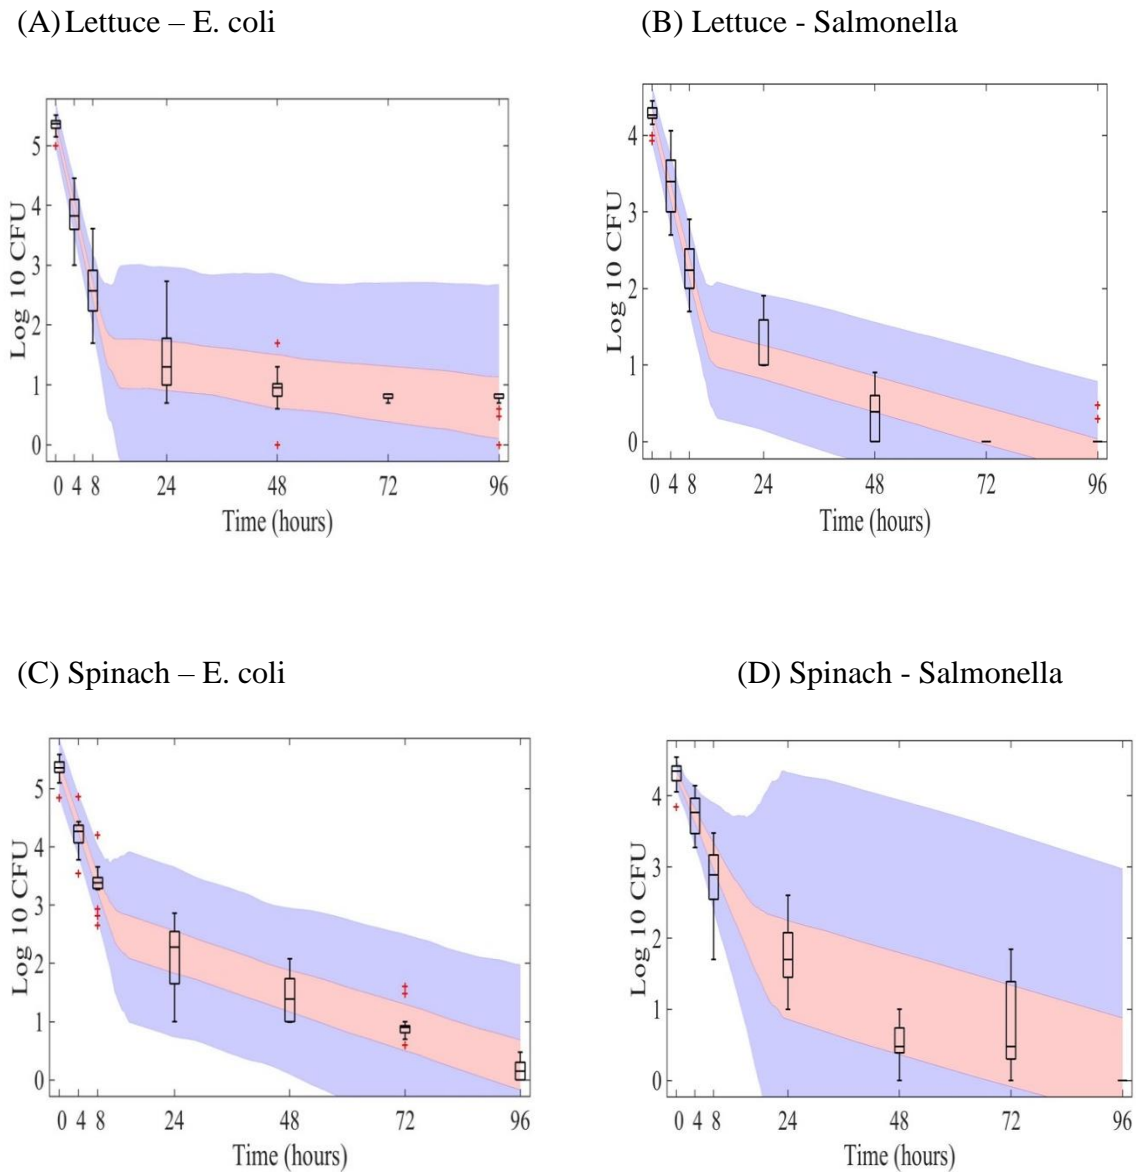 (A) Lettuce – E. coli
(B) Lettuce - Salmonella
Log 10 CFU
5
4
3
2
1
0
0 4 8 24 48 72 96
Time (hours)
Log 10 CFU
4
3
2
1
0
0 4 8 24 48 72 96
Time (hours)
(C) Spinach – E. coli
(D) Spinach - Salmonella
Log 10 CFU
5
4
3
2
1
0
0 4 8 24 48 72 96
Time (hours)
Log 10 CFU
4
3
2
1
0
0 4 8 24 48 72 96
Time (hours)